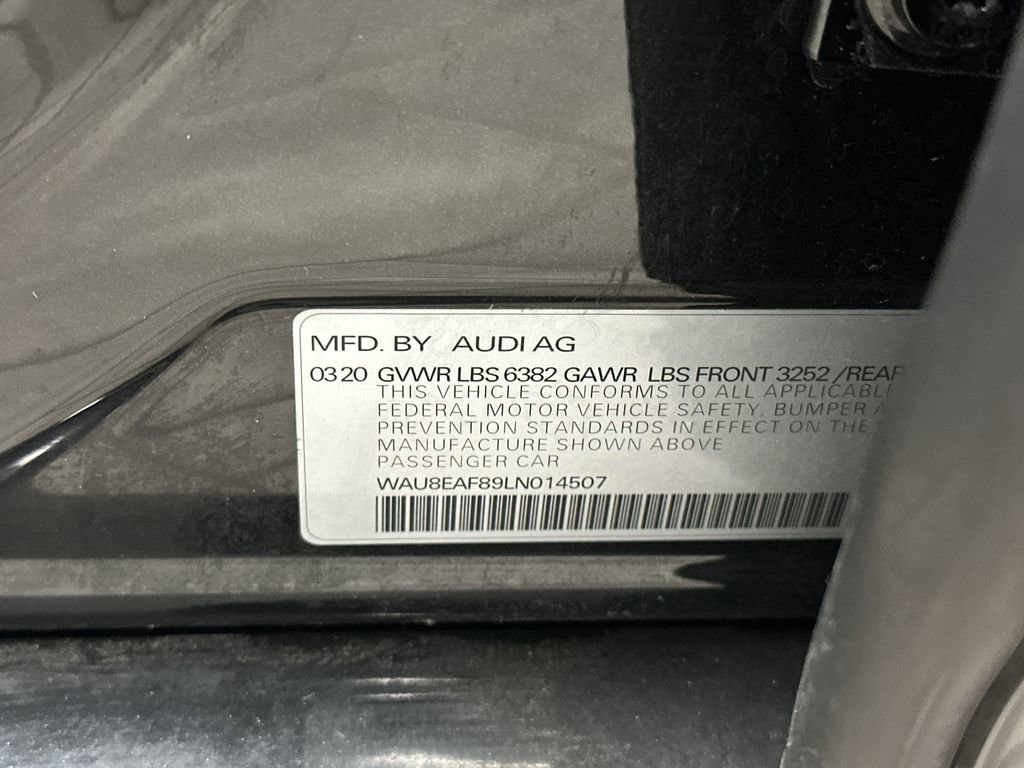 MFD. BY AUDI AG
03 20 GVWR LBS 6382 GAWR LBS FRONT 3252 /REAR
THIS VEHICLE CONFORMS TO ALL APPLICABLE
FEDERAL MOTOR VEHICLE SAFETY, BUMPER A
PREVENTION STANDARDS IN EFFECT ON THE
MANUFACTURE SHOWN ABOVE
PASSENGER CAR
WAU8EAF89LN014507